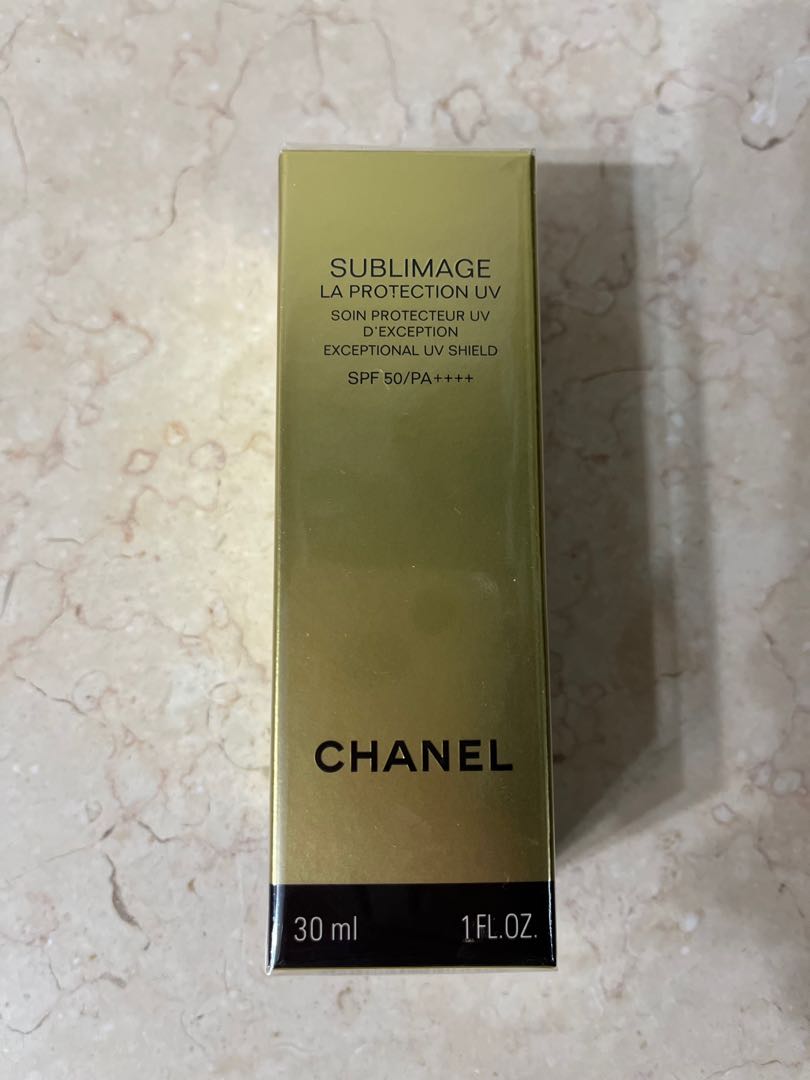 SUBLIMAGE
LA PROTECTION UV
SOIN PROTECTEUR UV
D'EXCEPTION
EXCEPTIONAL UV SHIELD
SPF 50/PA++++
CHANEL
30 ml 1FL.OZ.